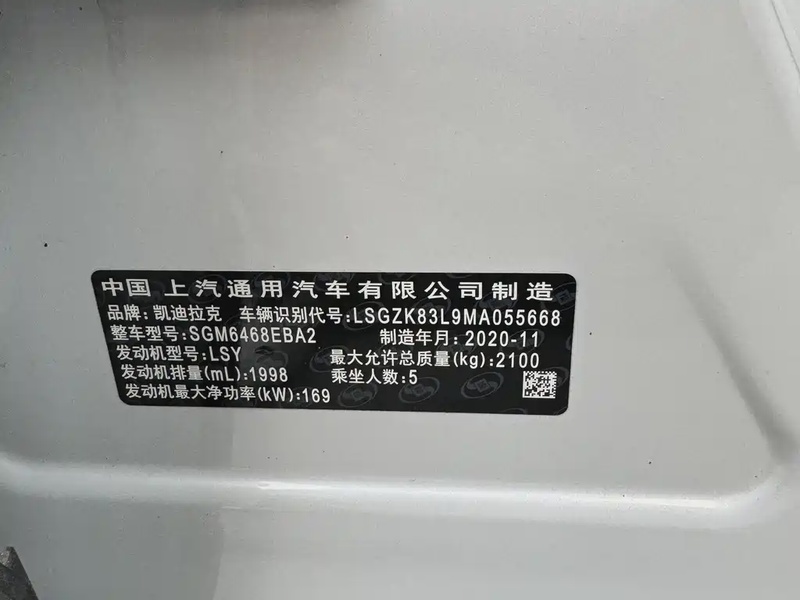 中国 上汽通用汽车有限公司制造
品牌: 凯迪拉克 车辆识别代号:LSGZK83L9MA055668
整车型号:SGM6468EBA2 制造年月:2020-11
发动机型号:LSY 最大允许总质量(kg):2100
发动机排量(mL):1998 乘坐人数:5
发动机最大净功率(kW):169